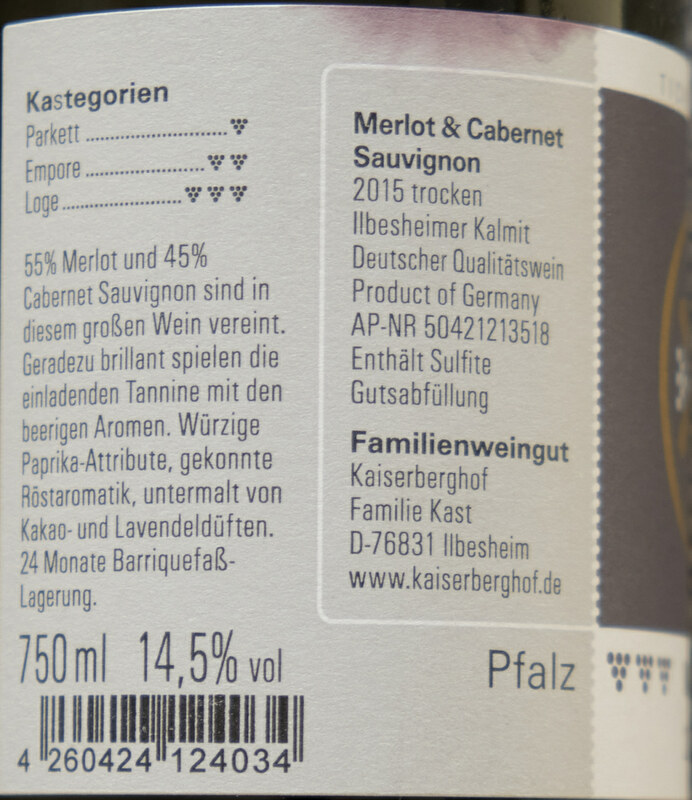 Kastegorien
Parkett
Empore
Loge
55% Merlot und 45%
Cabernet Sauvignon sind in
diesem großen Wein vereint.
Geradezu brillant spielen die
einladenden Tannine mit den
beerigen Aromen. Würzige
Paprika-Attribute, gekonnte
Röstaromatik, untermalt von
Kakao- und Lavendeldüften.
24 Monate Barriquefaß-
Lagerung.
750 ml 14,5% vol
4 260424 124034
Merlot & Cabernet
Sauvignon
2015 trocken
Ilbesheimer Kalmit
Deutscher Qualitätswein
Product of Germany
AP-NR 50421213518
Enthält Sulfite
Gutsabfüllung
Familienweingut
Kaiserberghof
Familie Kast
D-76831 Ilbesheim
www.kaiserberghof.de
Pfalz